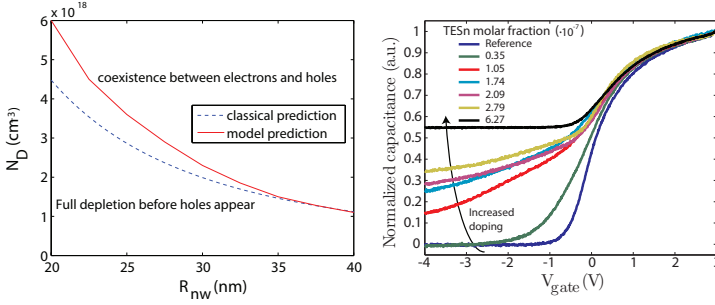 6 x 10^18
5
4
3
2
1
0
20
25
30
35
40
N_D (cm^-3)
R_nw (nm)
coexistence between electrons and holes
classical prediction
model prediction
Full depletion before holes appear
TESn molar fraction (·10^-7)
Reference
0.35
1.05
1.74
2.09
2.79
6.27
Increased
doping
1
0.9
0.8
0.7
0.6
0.5
0.4
0.3
0.2
0.1
0
-4
-3
-2
-1
0
1
2
3
Normalized capacitance (a.u.)
V_gate (V)